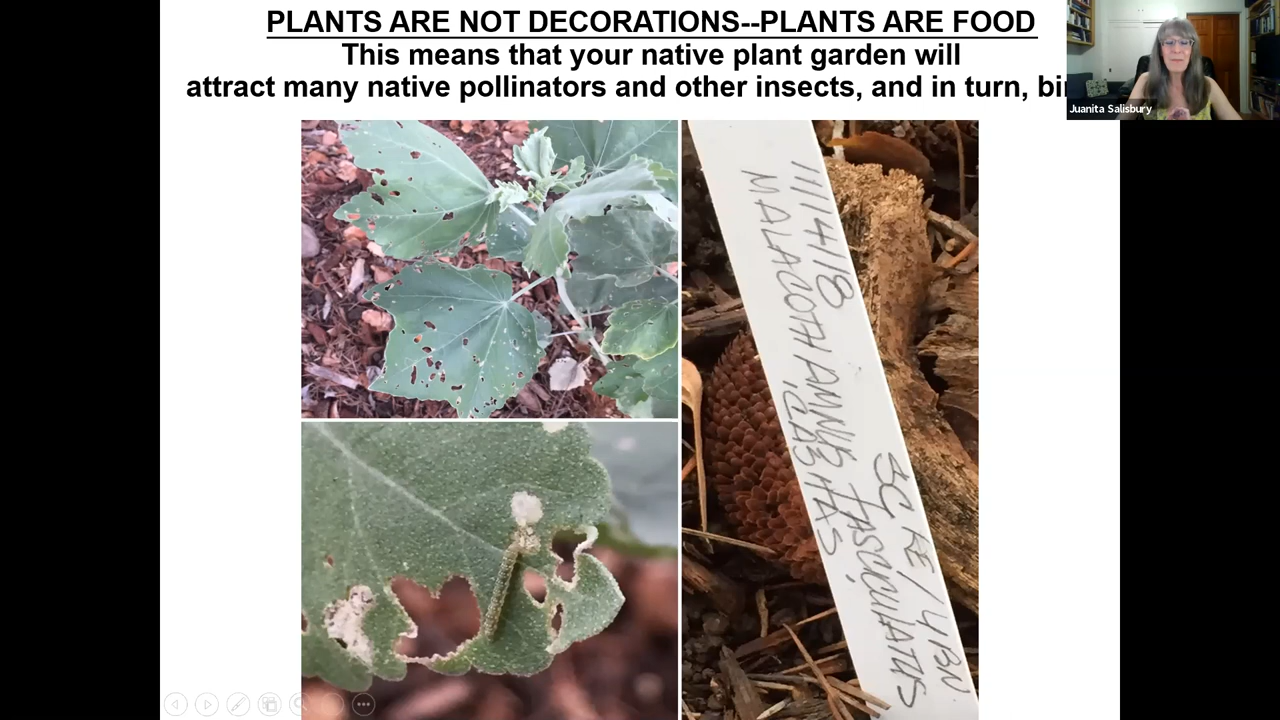 PLANTS ARE NOT DECORATIONS--PLANTS ARE FOOD
This means that your native plant garden will
attract many native pollinators and other insects, and in turn, bi
Juanita Salisbury
11/14/18
MALACOTHAMNUS FASCICULATUS
'CASITAS'